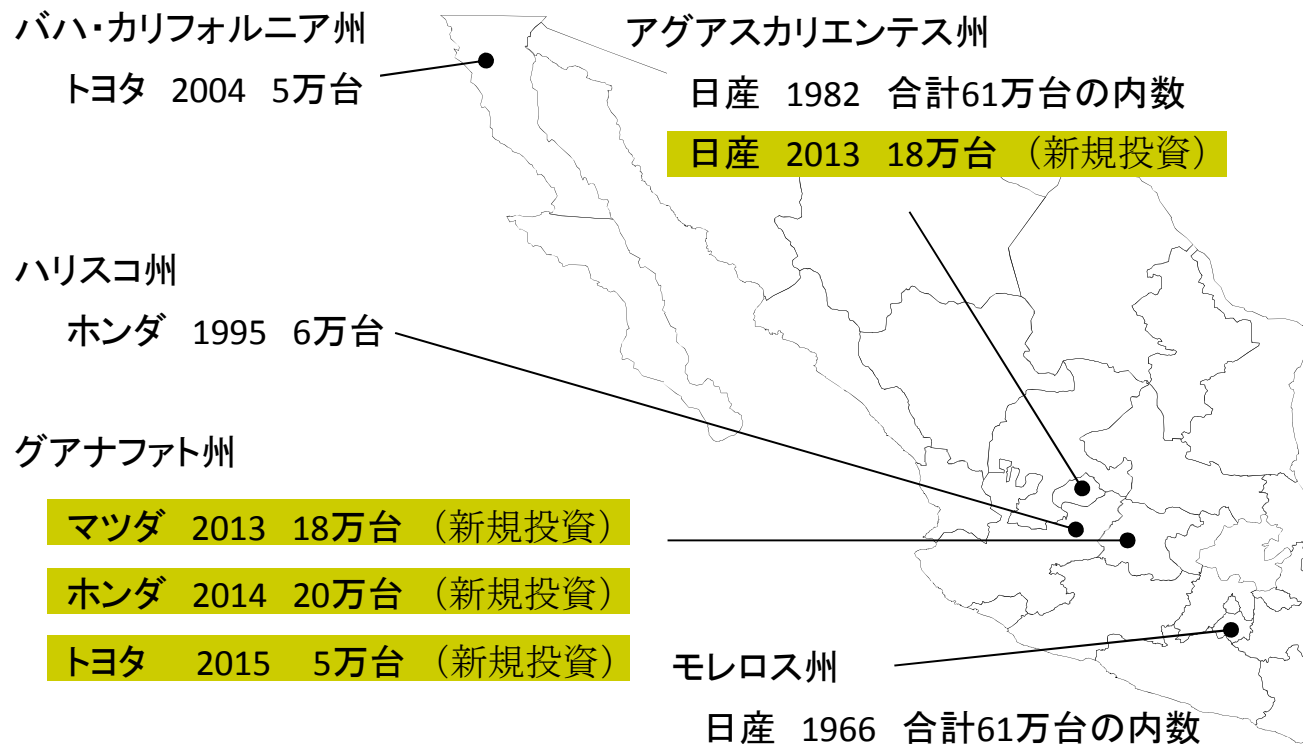 バハ・カリフォルニア州
トヨタ 2004 5万台
アグアスカリエンテス州
日産 1982 合計61万台の内数
日産 2013 18万台 （新規投資）
ハリスコ州
ホンダ 1995 6万台
グアナファト州
マツダ 2013 18万台 （新規投資）
ホンダ 2014 20万台 （新規投資）
トヨタ 2015 5万台 （新規投資）
モレロス州
日産 1966 合計61万台の内数